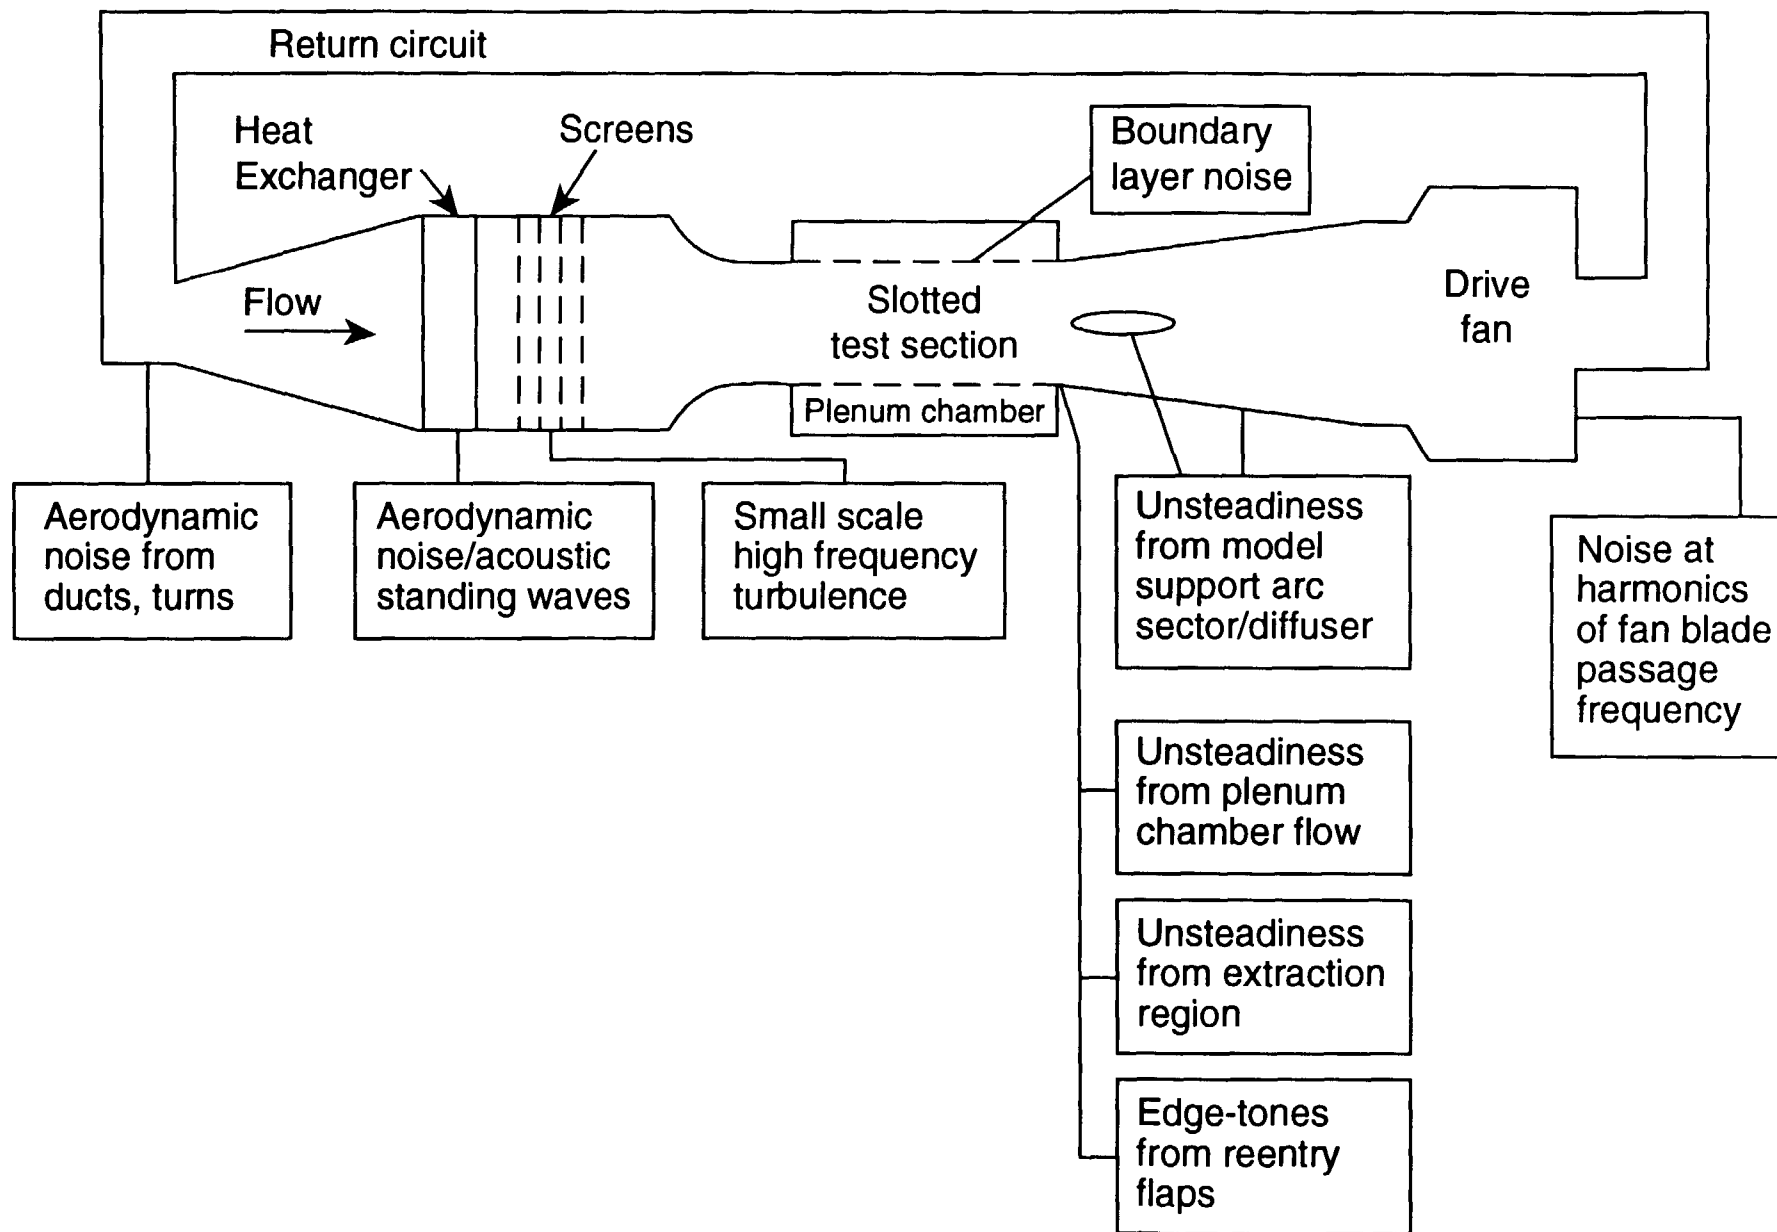 Return circuit
Heat
Exchanger
Screens
Boundary
layer noise
Flow
Slotted
test section
Drive
fan
Plenum chamber
Aerodynamic
noise from
ducts, turns
Aerodynamic
noise/acoustic
standing waves
Small scale
high frequency
turbulence
Unsteadiness
from model
support arc
sector/diffuser
Noise at
harmonics
of fan blade
passage
frequency
Unsteadiness
from plenum
chamber flow
Unsteadiness
from extraction
region
Edge-tones
from reentry
flaps